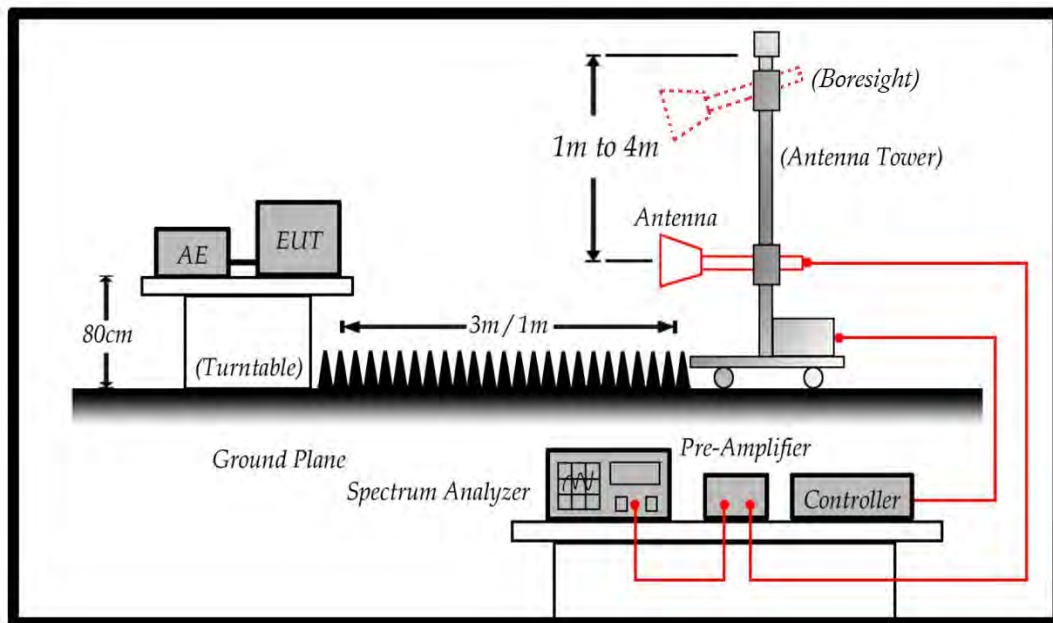 (Boresight)
1m to 4m
(Antenna Tower)
Antenna
AE
EUT
80cm
3m / 1m
(Turntable)
Ground Plane
Pre-Amplifier
Spectrum Analyzer
Controller